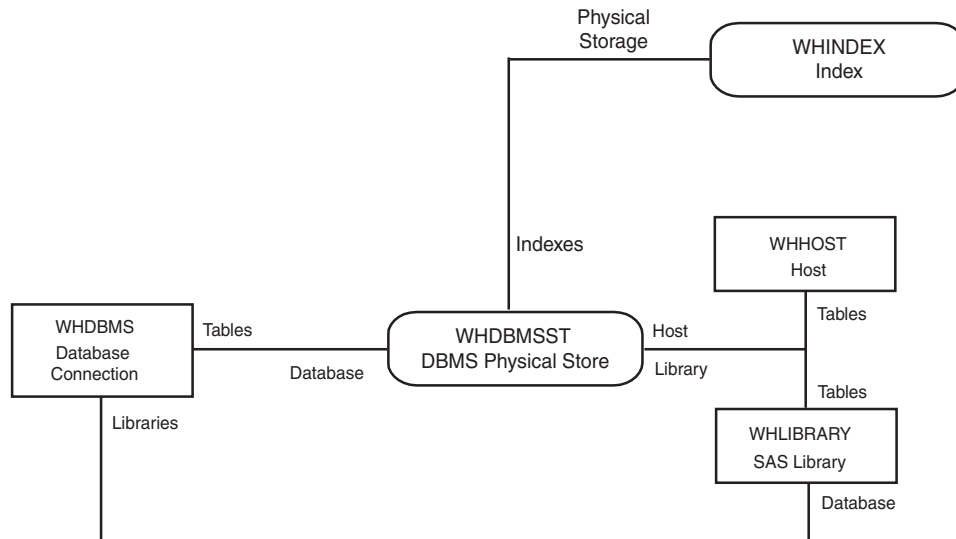 Physical
Storage
WHINDEX
Index
Indexes
WHHOST
Host
Tables
WHDBMS
Database
Connection
Tables
Database
WHDBMSST
DBMS Physical Store
Host
Library
Tables
Libraries
WHLIBRARY
SAS Library
Database